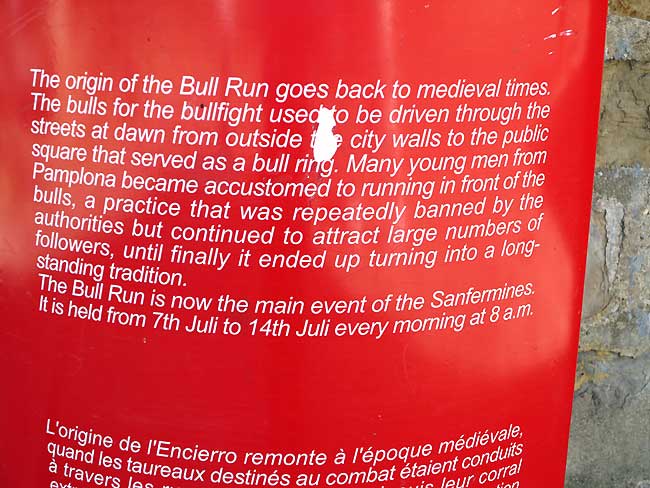 The origin of the Bull Run goes back to medieval times.
The bulls for the bullfight used to be driven through the
streets at dawn from outside the city walls to the public
square that served as a bull ring. Many young men from
Pamplona became accustomed to running in front of the
bulls, a practice that was repeatedly banned by the
authorities but continued to attract large numbers of
followers, until finally it ended up turning into a long-
standing tradition.
The Bull Run is now the main event of the Sanfermines.
It is held from 7th Juli to 14th Juli every morning at 8 a.m.
L'origine de l'Encierro remonte à l'époque médiévale,
quand les taureaux destinés au combat étaient conduits
à travers les leur corral